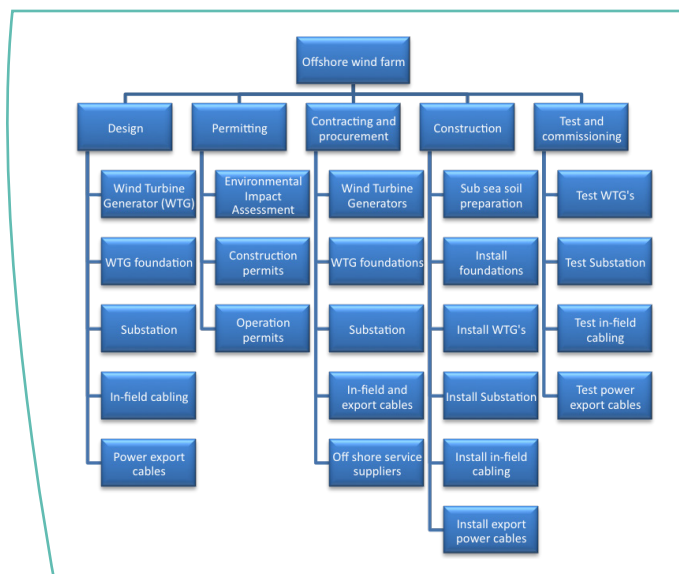 Offshore wind farm
Design
Permitting
Contracting and
procurement
Construction
Test and
commissioning
Wind Turbine
Generator (WTG)
WTG foundation
Substation
In-field cabling
Power export
cables
Environmental
Impact
Assessment
Construction
permits
Operation
permits
Wind Turbine
Generators
WTG foundations
Substation
In-field and
export cables
Off shore service
suppliers
Sub sea soil
preparation
Install
foundations
Install WTG's
Install Substation
Install in-field
cabling
Install export
power cables
Test WTG's
Test Substation
Test in-field
cabling
Test power
export cables